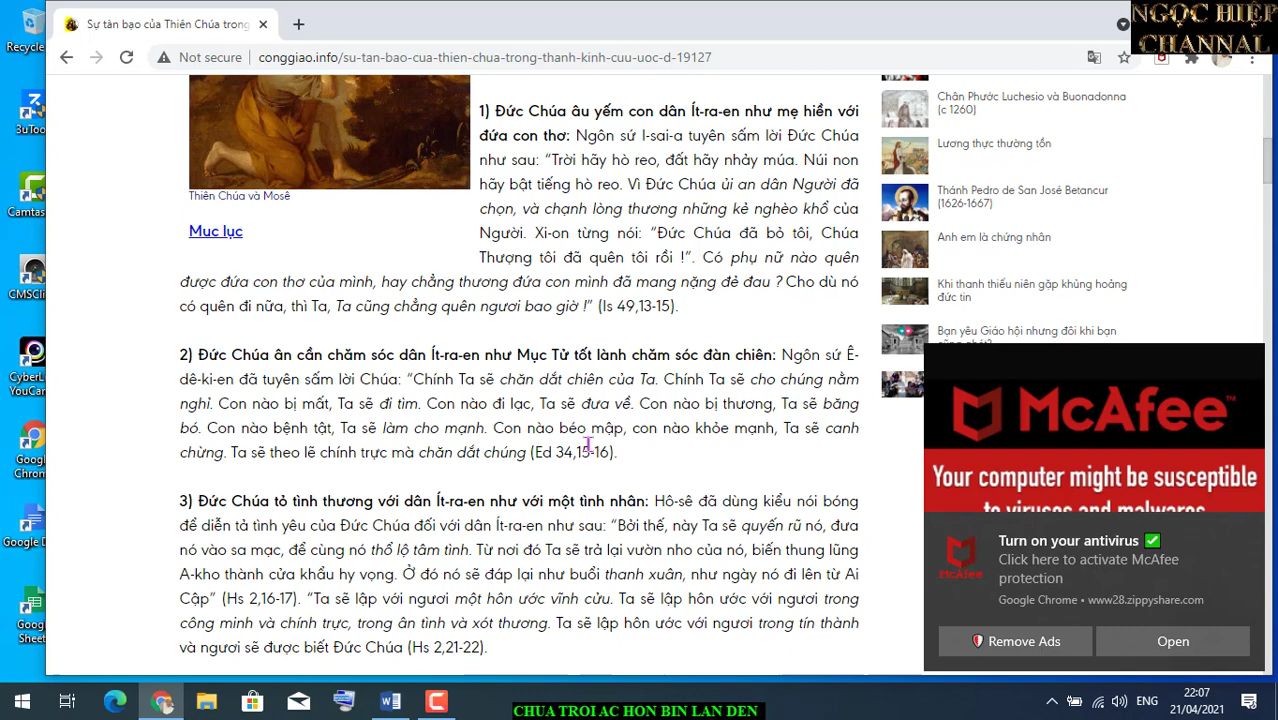 NGỌC HIỆP
CHANNAL
Sự tàn bạo của Thiên Chúa trong
Not secure
conggiao.info/su-tan-bao-cua-thien-chua-trong-thanh-kinh-cuu-uoc-d-19127
Recycle
3uToo
Camtas
CMSCli
CyberL
YouCar
Google
Chro
Google D
Google
Sheet
Thiên Chúa và Mosê
Muc lục
1) Đức Chúa âu yếm con dân Ít-ra-en như mẹ hiền với
đứa con thơ: Ngôn sứ I-sai-a tuyên sấm lời Đức Chúa
như sau: “Trời hãy hò reo, đất hãy nhảy múa. Núi non
hãy bật tiếng hò reo. Vì Đức Chúa ủi an dân Người đã
chọn, và chạnh lòng thương những kẻ nghèo khổ của
Người. Xi-on từng nói: “Đức Chúa đã bỏ tôi, Chúa
Thượng tôi đã quên tôi rồi !”. Có phụ nữ nào quên
được đứa con thơ của mình, hay chẳng thương đứa con mình đã mang nặng đẻ đau ? Cho dù nó
có quên đi nữa, thì Ta, Ta cũng chẳng quên ngươi bao giờ !” (Is 49,13-15).
2) Đức Chúa ân cần chăm sóc dân Ít-ra-en như Mục Tử tốt lành chăm sóc đàn chiên: Ngôn sứ Ê-
dê-ki-en đã tuyên sấm lời Chúa: “Chính Ta sẽ chăn dắt chiên của Ta. Chính Ta sẽ cho chúng nằm
nghỉ. Con nào bị mất, Ta sẽ đi tìm. Con nào đi lạc, Ta sẽ đưa về. Con nào bị thương, Ta sẽ băng
bó. Con nào bệnh tật, Ta sẽ làm cho mạnh. Con nào béo mập, con nào khỏe mạnh, Ta sẽ canh
chừng. Ta sẽ theo lẽ chính trực mà chăn dắt chúng (Ed 34,15-16).
3) Đức Chúa tỏ tình thương với dân Ít-ra-en như với một tình nhân: Hô-sê đã dùng kiểu nói bóng
để diễn tả tình yêu của Đức Chúa đối với dân Ít-ra-en như sau: “Bởi thế, này Ta sẽ quyến rũ nó, đưa
nó vào sa mạc, để cùng nó thổ lộ tâm tình. Từ nơi đó Ta sẽ trả lại vườn nho của nó, biến thung lũng
A-kho thành cửa khẩu hy vọng. Ở đó nó sẽ đáp lại như buổi thanh xuân, như ngày nó đi lên từ Ai
Cập” (Hs 2,16-17). “Ta sẽ lập với ngươi một hôn ước vĩnh cửu. Ta sẽ lập hôn ước với ngươi trong
công minh và chính trực, trong ân tình và xót thương. Ta sẽ lập hôn ước với ngươi trong tín thành
và ngươi sẽ được biết Đức Chúa (Hs 2,21-22).
Chân Phước Luchesio và Buonadonna
(c 1260)
Lương thực thường tồn
Thánh Pedro de San José Betancur
(1626-1667)
Anh em là chứng nhân
Khi thanh thiếu niên gặp khủng hoảng
đức tin
Bạn yêu Giáo hội nhưng đôi khi bạn
McAfee
Your computer might be susceptible
to viruses and malwares
Turn on your antivirus
Click here to activate McAfee
protection
Google Chrome • www28.zippyshare.com
Remove Ads
Open
ENG
22:07
21/04/2021
CHUA TROI AC HON BIN LAN DEN